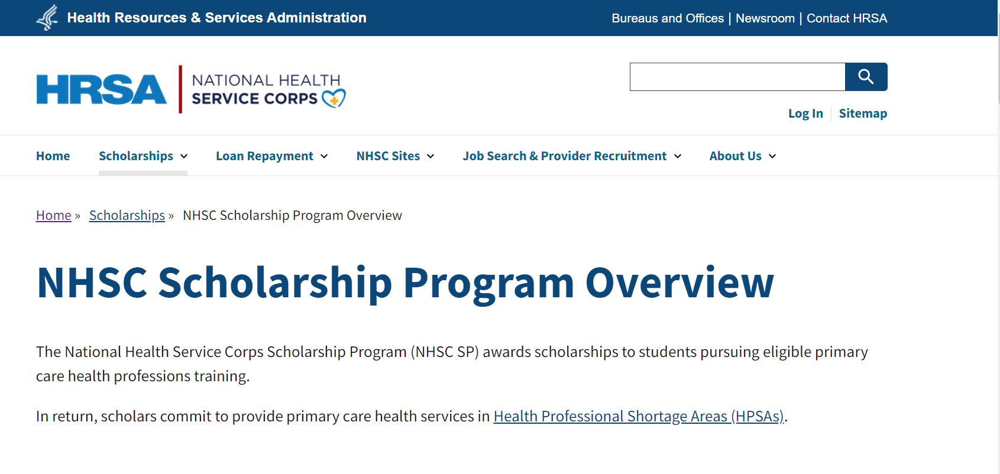 Health Resources & Services Administration
Bureaus and Offices | Newsroom | Contact HRSA
HRSA
NATIONAL HEALTH
SERVICE CORPS
Log In
Sitemap
Home
Scholarships
Loan Repayment
NHSC Sites
Job Search & Provider Recruitment
About Us
Home » Scholarships » NHSC Scholarship Program Overview
NHSC Scholarship Program Overview
The National Health Service Corps Scholarship Program (NHSC SP) awards scholarships to students pursuing eligible primary
care health professions training.
In return, scholars commit to provide primary care health services in Health Professional Shortage Areas (HPSAs).